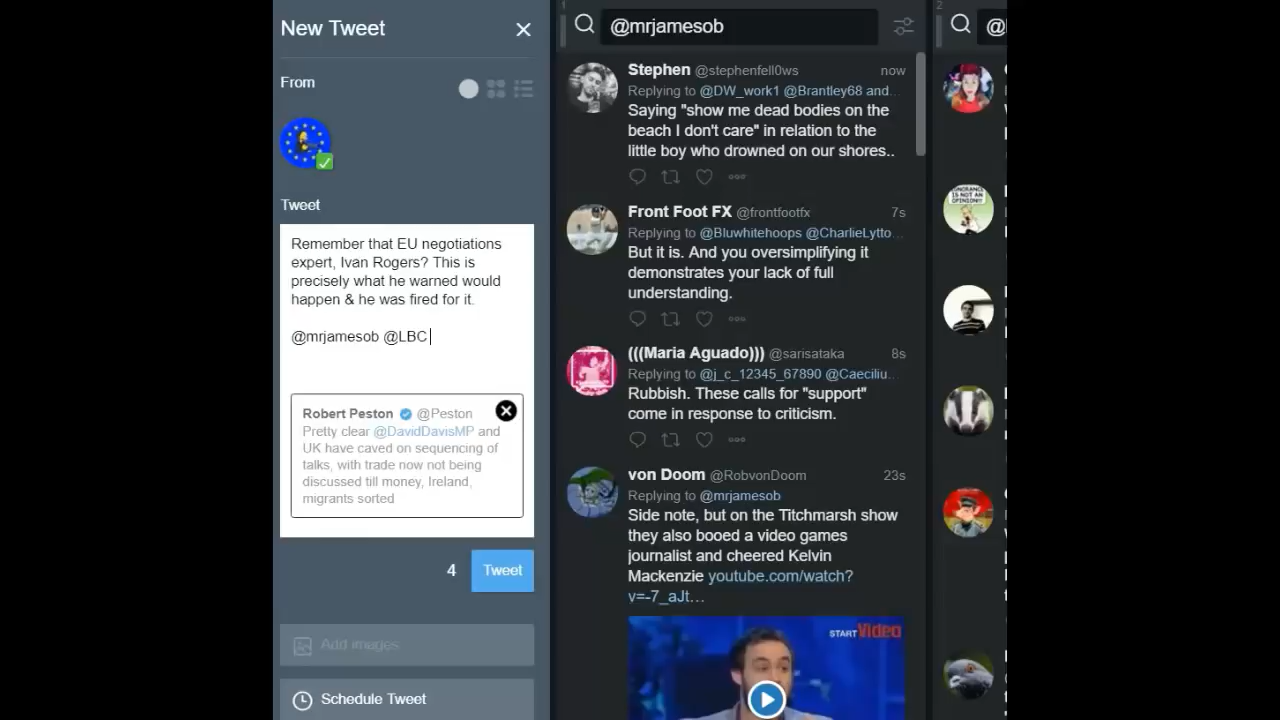 New Tweet
From
Tweet
Remember that EU negotiations
expert, Ivan Rogers? This is
precisely what he warned would
happen & he was fired for it.
@mrjamesob @LBC
Robert Peston @Peston
Pretty clear @DavidDavisMP and
UK have caved on sequencing of
talks, with trade now not being
discussed till money, Ireland,
migrants sorted
4 Tweet
Add images
Schedule Tweet
1
@mrjamesob
Stephen @stephenfell0ws now
Replying to @DW_work1 @Brantley68 and...
Saying "show me dead bodies on the
beach I don't care" in relation to the
little boy who drowned on our shores..
Front Foot FX @frontfootfx 7s
Replying to @Bluwhitehoops @CharlieLytto...
But it is. And you oversimplifying it
demonstrates your lack of full
understanding.
(((Maria Aguado))) @sarisataka 8s
Replying to @j_c_12345_67890 @Caeciliu...
Rubbish. These calls for "support"
come in response to criticism.
von Doom @RobvonDoom 23s
Replying to @mrjamesob
Side note, but on the Titchmarsh show
they also booed a video games
journalist and cheered Kelvin
Mackenzie youtube.com/watch?
v=-7_aJt…
START Video
2
@
IGNORANCE
IS NOT AN
OPINION!!!